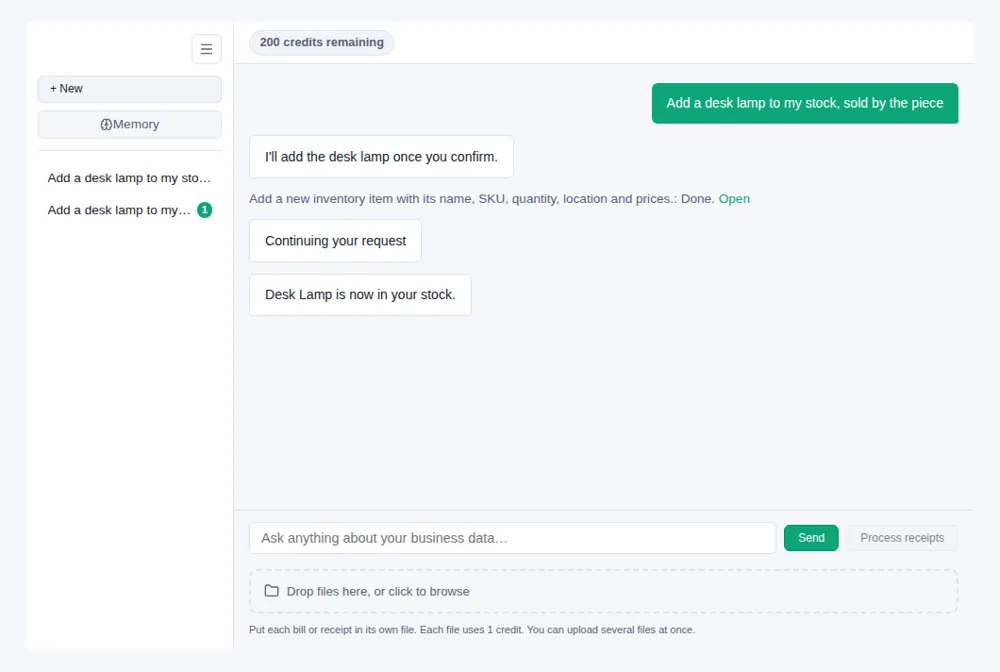 200 credits remaining
+ New
Memory
Add a desk lamp to my sto…
Add a desk lamp to my… 1
Add a desk lamp to my stock, sold by the piece
I'll add the desk lamp once you confirm.
Add a new inventory item with its name, SKU, quantity, location and prices.: Done. Open
Continuing your request
Desk Lamp is now in your stock.
Ask anything about your business data…
Send
Process receipts
Drop files here, or click to browse
Put each bill or receipt in its own file. Each file uses 1 credit. You can upload several files at once.